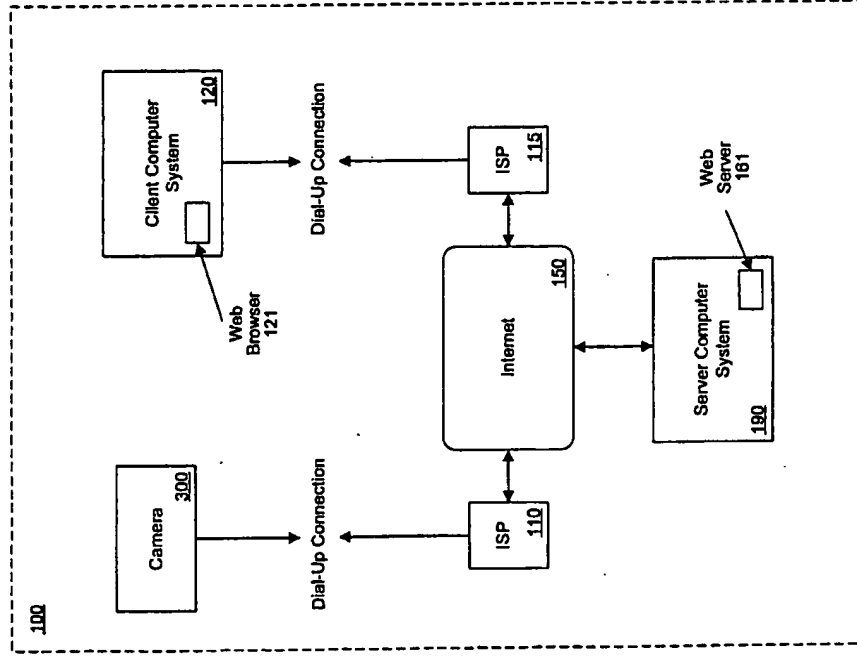 100
Camera
300
Dial-Up Connection
ISP
110
Web
Browser
121
Client Computer
System
120
Dial-Up Connection
ISP
115
Internet
150
Server Computer
System
190
Web
Server
161